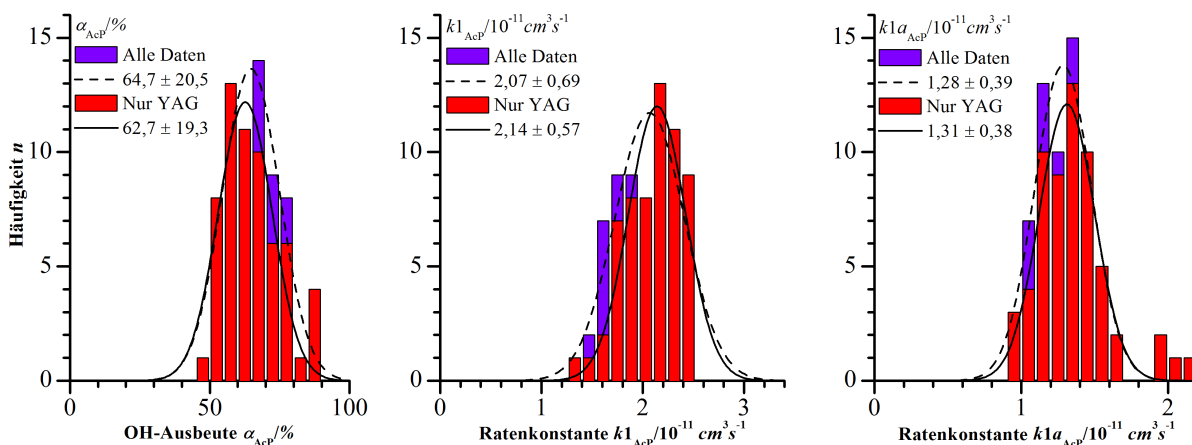 α_AcP/%
Alle Daten
64,7 ± 20,5
Nur YAG
62,7 ± 19,3
15
10
5
0
Häufigkeit n
0 50 100
OH-Ausbeute α_AcP/%
k1_AcP/10^-11 cm^3 s^-1
Alle Daten
2,07 ± 0,69
Nur YAG
2,14 ± 0,57
15
10
5
0
0 1 2 3
Ratenkonstante k1_AcP/10^-11 cm^3 s^-1
k1a_AcP/10^-11 cm^3 s^-1
Alle Daten
1,28 ± 0,39
Nur YAG
1,31 ± 0,38
15
10
5
0
0 1 2
Ratenkonstante k1a_AcP/10^-11 cm^3 s^-1